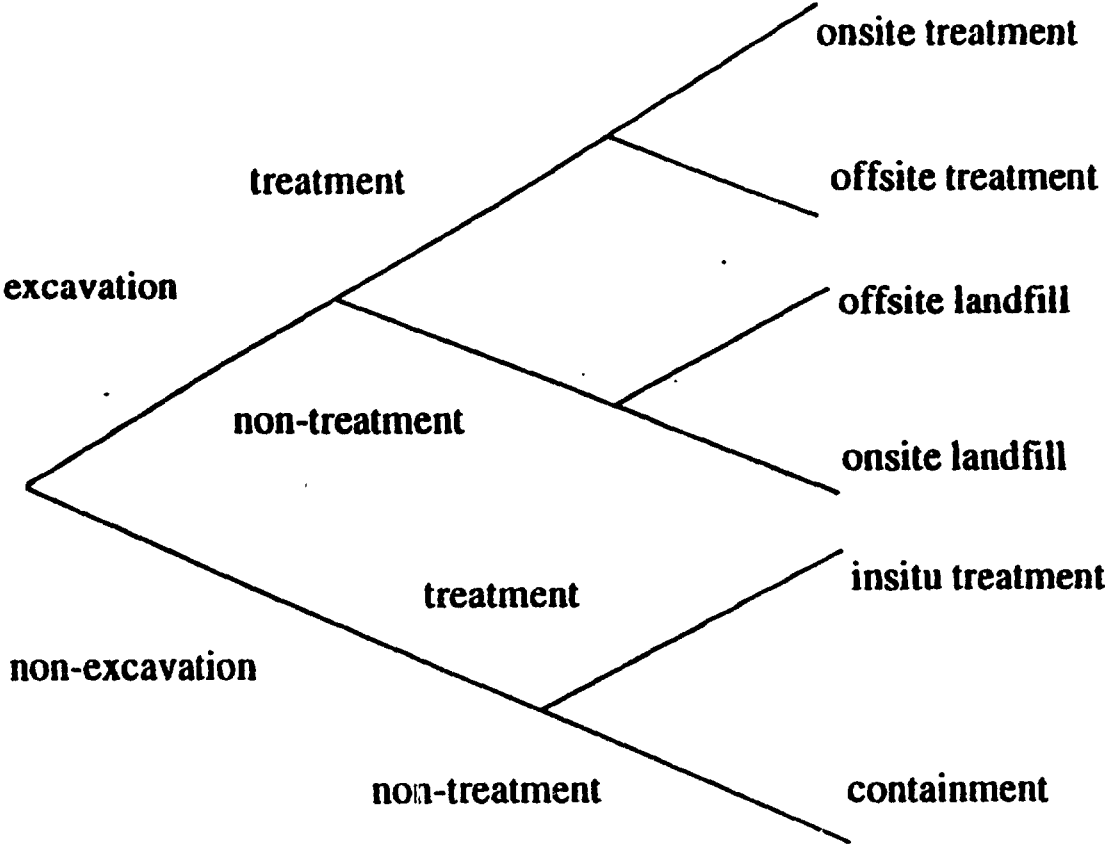 onsite treatment
treatment
offsite treatment
excavation
offsite landfill
non-treatment
onsite landfill
treatment
insitu treatment
non-excavation
non-treatment
containment